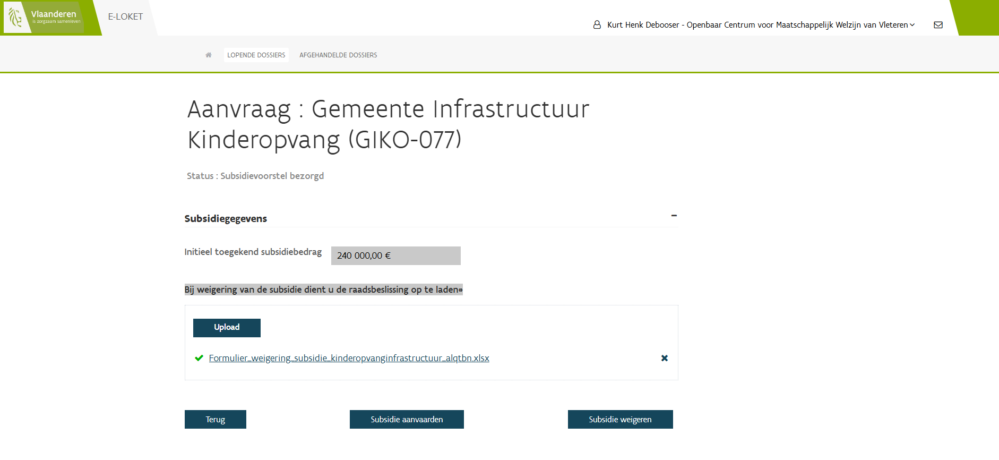 Vlaanderen
is zorgzaam samenleven
E-LOKET
Kurt Henk Debooser - Openbaar Centrum voor Maatschappelijk Welzijn van Vleteren
LOPENDE DOSSIERS
AFGEHANDELDE DOSSIERS
Aanvraag : Gemeente Infrastructuur
Kinderopvang (GIKO-077)
Status : Subsidievoorstel bezorgd
Subsidiegegevens
Initieel toegekend subsidiebedrag
240 000,00 €
Bij weigering van de subsidie dient u de raadsbeslissing op te laden*
Upload
Formulier_weigering_subsidie_kinderopvanginfrastructuur_alqtbn.xlsx
Terug
Subsidie aanvaarden
Subsidie weigeren